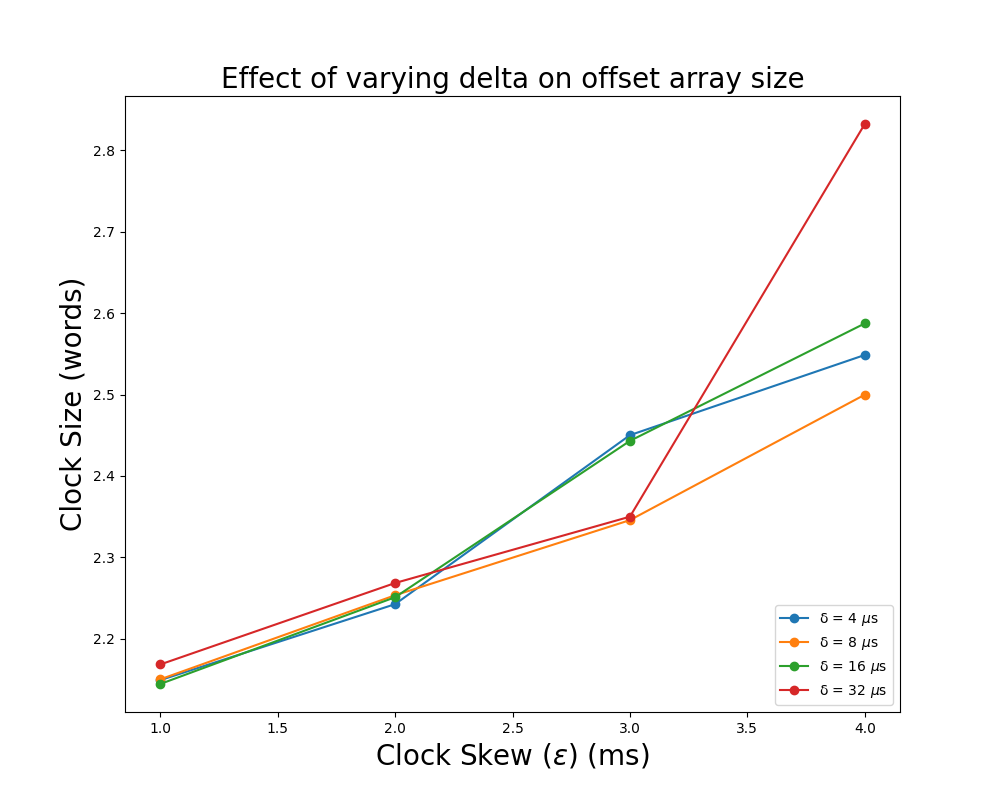 Effect of varying delta on offset array size
Clock Size (words)
2.8
2.7
2.6
2.5
2.4
2.3
2.2
δ = 4 μs
δ = 8 μs
δ = 16 μs
δ = 32 μs
1.0 1.5 2.0 2.5 3.0 3.5 4.0
Clock Skew (ε) (ms)